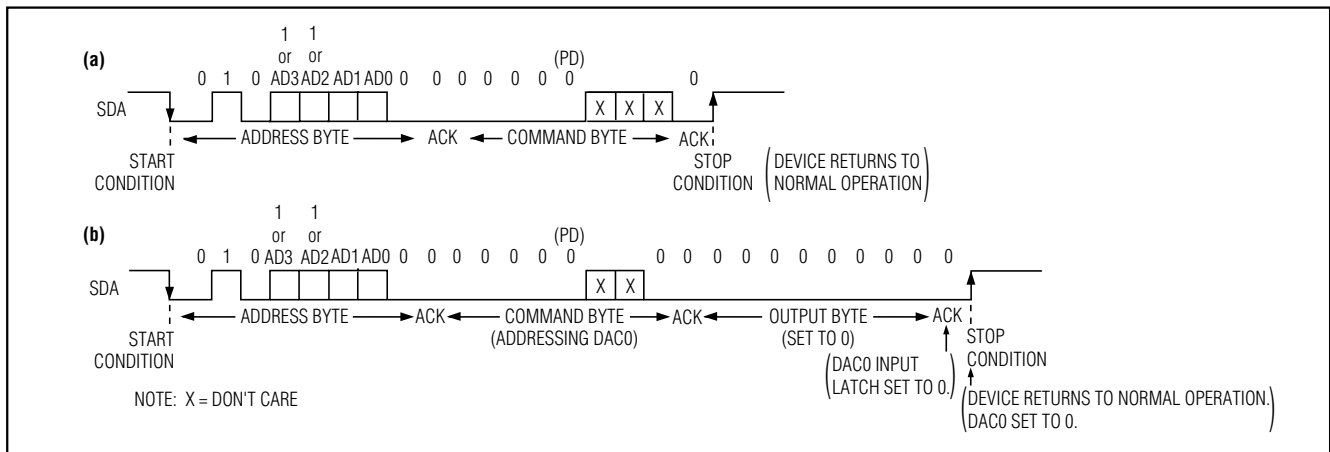 1 1
(a) or or (PD)
0 1 0 AD3 AD2 AD1 AD0 0 0 0 0 0 0 0
SDA X X X
ADDRESS BYTE ACK COMMAND BYTE ACK
START STOP (DEVICE RETURNS TO
CONDITION CONDITION NORMAL OPERATION)
1 1
(b) or or (PD)
0 1 0 AD3 AD2 AD1 AD0 0 0 0 0 0 0 0 0 0 0 0 0 0 0 0 0
SDA X X
ADDRESS BYTE ACK COMMAND BYTE ACK OUTPUT BYTE ACK
START (ADDRESSING DAC0) (SET TO 0) STOP
CONDITION (DAC0 INPUT CONDITION
LATCH SET TO 0.)
NOTE: X = DON'T CARE (DEVICE RETURNS TO NORMAL OPERATION.
DAC0 SET TO 0.)